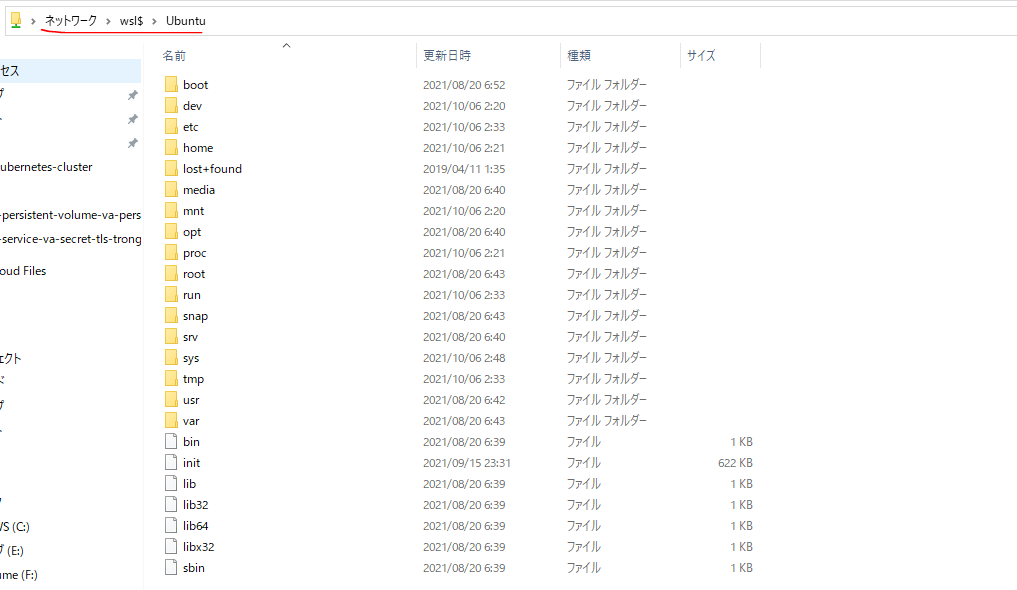 ネットワーク > wsl$ > Ubuntu
名前 更新日時 種類 サイズ
セス
boot 2021/08/20 6:52 ファイル フォルダー
dev 2021/10/06 2:20 ファイル フォルダー
etc 2021/10/06 2:33 ファイル フォルダー
home 2021/10/06 2:21 ファイル フォルダー
ubernetes-cluster
lost+found 2019/04/11 1:35 ファイル フォルダー
media 2021/08/20 6:40 ファイル フォルダー
-persistent-volume-va-pers
mnt 2021/10/06 2:20 ファイル フォルダー
opt 2021/08/20 6:40 ファイル フォルダー
-service-va-secret-tls-trong
proc 2021/10/06 2:21 ファイル フォルダー
oud Files
root 2021/08/20 6:43 ファイル フォルダー
run 2021/10/06 2:33 ファイル フォルダー
snap 2021/08/20 6:43 ファイル フォルダー
srv 2021/08/20 6:40 ファイル フォルダー
ェクト
sys 2021/10/06 2:48 ファイル フォルダー
tmp 2021/10/06 2:33 ファイル フォルダー
usr 2021/08/20 6:42 ファイル フォルダー
var 2021/08/20 6:43 ファイル フォルダー
bin 2021/08/20 6:39 ファイル 1 KB
init 2021/09/15 23:31 ファイル 622 KB
lib 2021/08/20 6:39 ファイル 1 KB
lib32 2021/08/20 6:39 ファイル 1 KB
VS (C:)
lib64 2021/08/20 6:39 ファイル 1 KB
ブ (E:)
libx32 2021/08/20 6:39 ファイル 1 KB
ume (F:)
sbin 2021/08/20 6:39 ファイル 1 KB